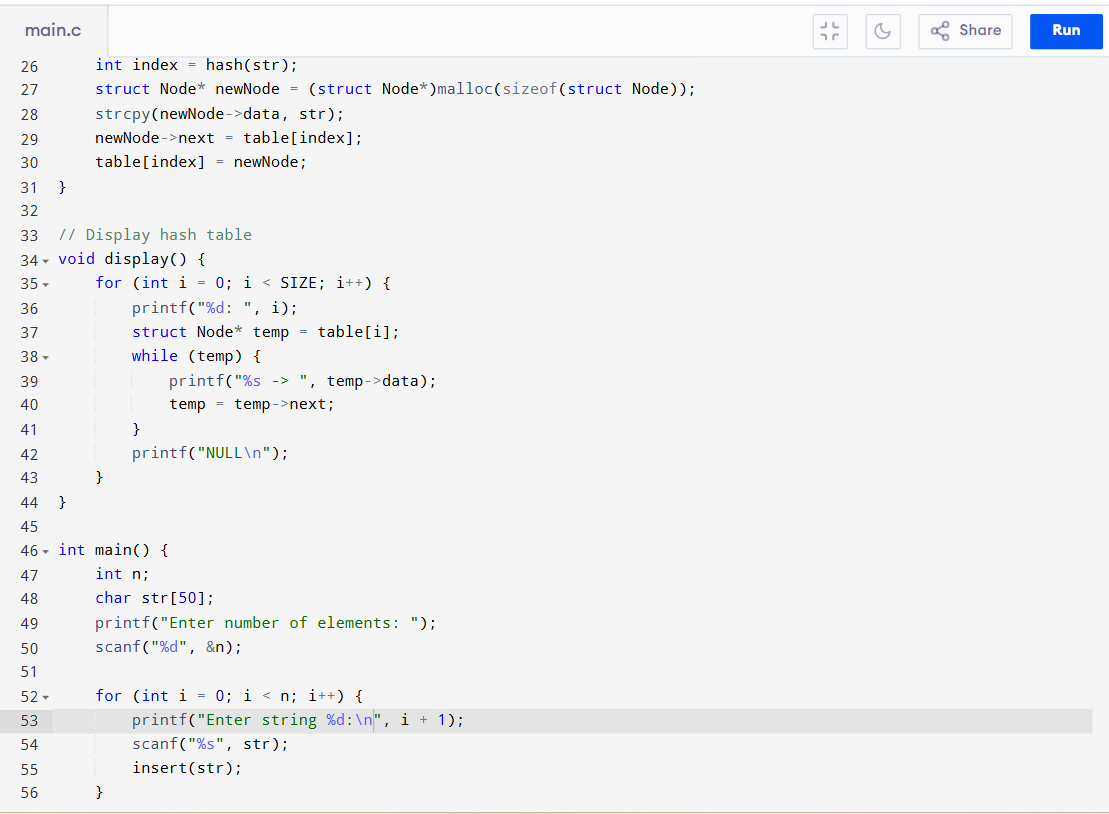 main.c
Share
Run
26     int index = hash(str);
27     struct Node* newNode = (struct Node*)malloc(sizeof(struct Node));
28     strcpy(newNode->data, str);
29     newNode->next = table[index];
30     table[index] = newNode;
31 }
32
33 // Display hash table
34 void display() {
35     for (int i = 0; i < SIZE; i++) {
36         printf("%d: ", i);
37         struct Node* temp = table[i];
38         while (temp) {
39             printf("%s -> ", temp->data);
40             temp = temp->next;
41         }
42         printf("NULL\n");
43     }
44 }
45
46 int main() {
47     int n;
48     char str[50];
49     printf("Enter number of elements: ");
50     scanf("%d", &n);
51
52     for (int i = 0; i < n; i++) {
53         printf("Enter string %d:\n", i + 1);
54         scanf("%s", str);
55         insert(str);
56     }